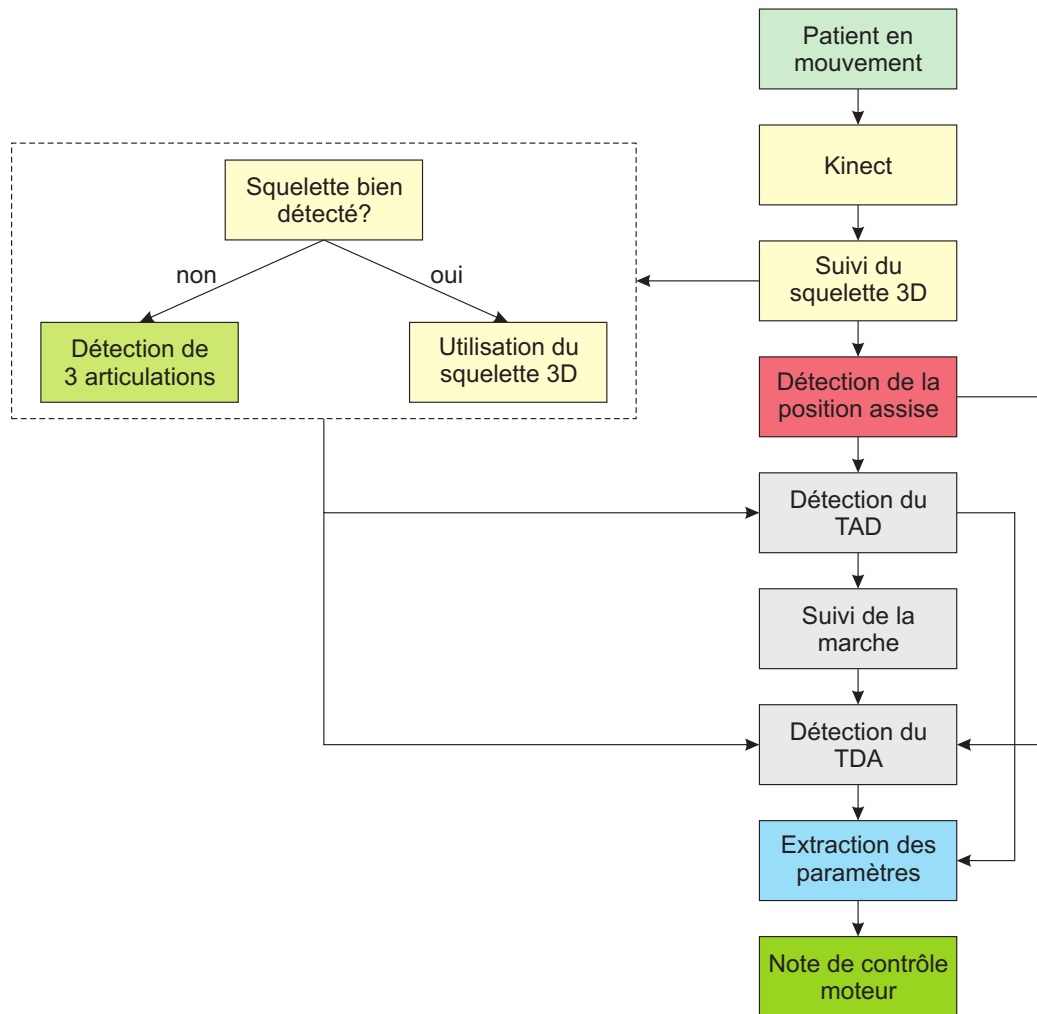 Patient en
mouvement
Kinect
Squelette bien
détecté?
non
oui
Suivi du
squelette 3D
Détection de
3 articulations
Utilisation du
squelette 3D
Détection de la
position assise
Détection du
TAD
Suivi de la
marche
Détection du
TDA
Extraction des
paramètres
Note de contrôle
moteur